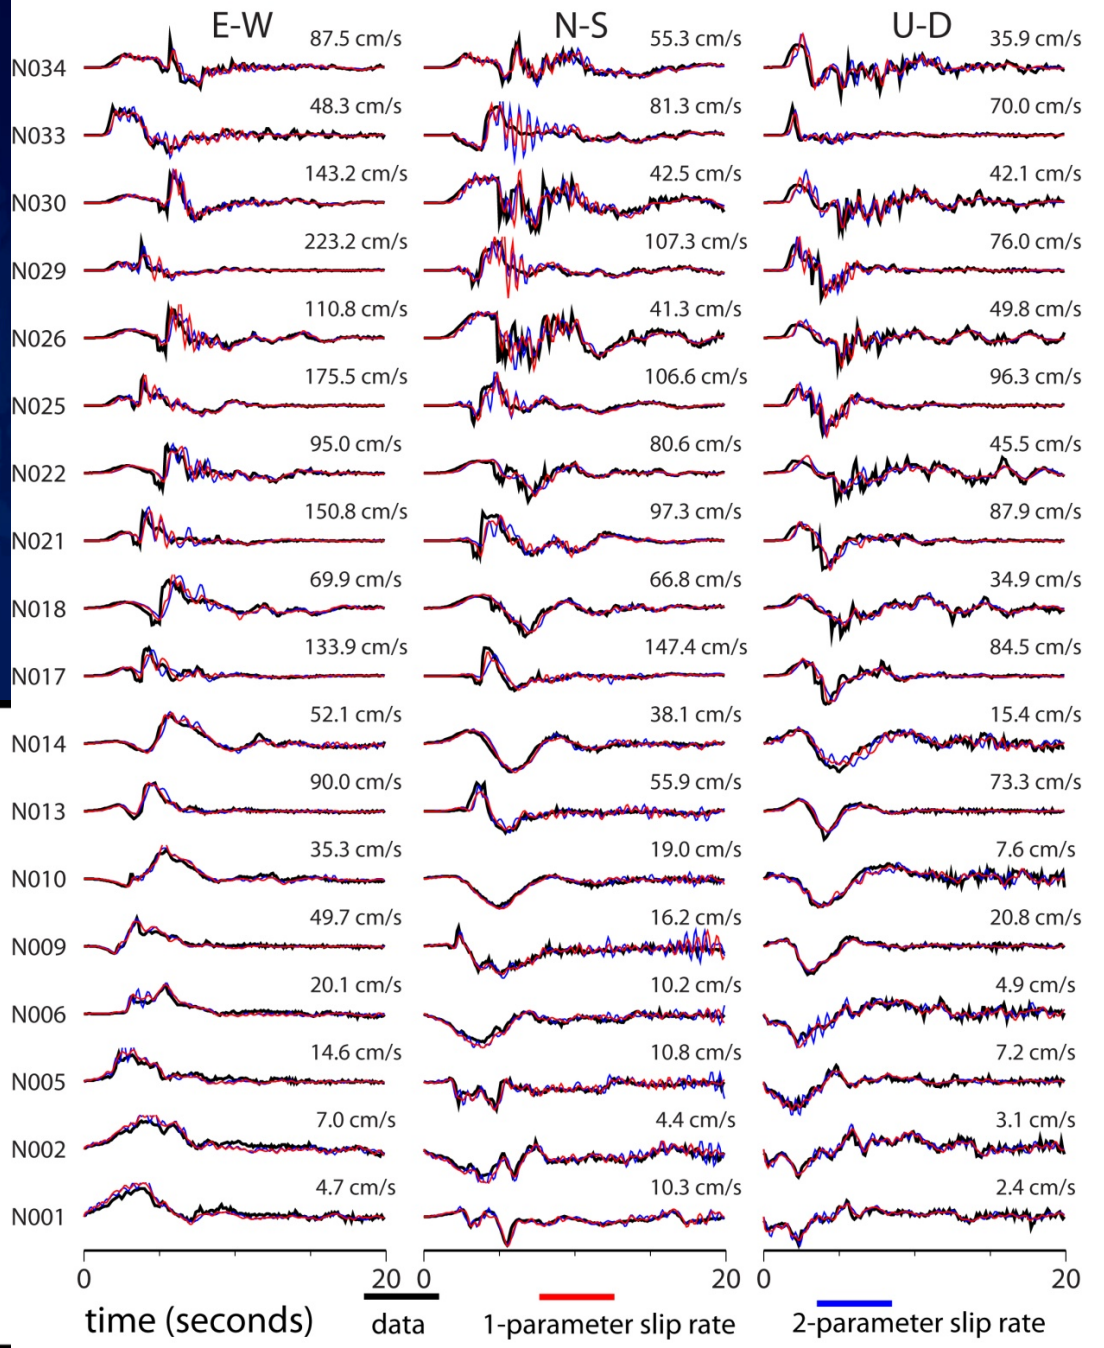 E-W N-S U-D
N034 87.5 cm/s 55.3 cm/s 35.9 cm/s
N033 48.3 cm/s 81.3 cm/s 70.0 cm/s
N030 143.2 cm/s 42.5 cm/s 42.1 cm/s
N029 223.2 cm/s 107.3 cm/s 76.0 cm/s
N026 110.8 cm/s 41.3 cm/s 49.8 cm/s
N025 175.5 cm/s 106.6 cm/s 96.3 cm/s
N022 95.0 cm/s 80.6 cm/s 45.5 cm/s
N021 150.8 cm/s 97.3 cm/s 87.9 cm/s
N018 69.9 cm/s 66.8 cm/s 34.9 cm/s
N017 133.9 cm/s 147.4 cm/s 84.5 cm/s
N014 52.1 cm/s 38.1 cm/s 15.4 cm/s
N013 90.0 cm/s 55.9 cm/s 73.3 cm/s
N010 35.3 cm/s 19.0 cm/s 7.6 cm/s
N009 49.7 cm/s 16.2 cm/s 20.8 cm/s
N006 20.1 cm/s 10.2 cm/s 4.9 cm/s
N005 14.6 cm/s 10.8 cm/s 7.2 cm/s
N002 7.0 cm/s 4.4 cm/s 3.1 cm/s
N001 4.7 cm/s 10.3 cm/s 2.4 cm/s
0 20 0 20 0 20
time (seconds) data 1-parameter slip rate 2-parameter slip rate